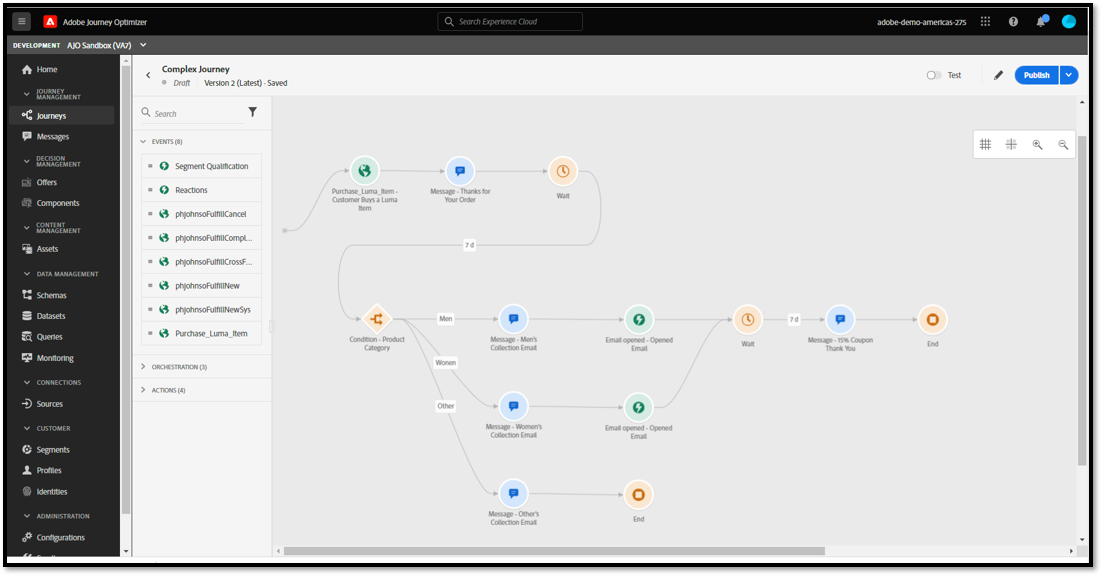 Adobe Journey Optimizer
Search Experience Cloud
adobe-demo-americas-275
DEVELOPMENT AJO Sandbox (VA7)
Home
JOURNEY
MANAGEMENT
Journeys
Messages
DECISION
MANAGEMENT
Offers
Components
CONTENT
MANAGEMENT
Assets
DATA MANAGEMENT
Schemas
Datasets
Queries
Monitoring
CONNECTIONS
Sources
CUSTOMER
Segments
Profiles
Identities
ADMINISTRATION
Configurations
Complex Journey
Draft Version 2 (Latest) - Saved
Test
Publish
Search
EVENTS (8)
Segment Qualification
Reactions
phjohnsoFulfillCancel
phjohnsoFulfillCompl...
phjohnsoFulfillCrossF...
phjohnsoFulfillNew
phjohnsoFulfillNewSys
Purchase_Luma_Item
ORCHESTRATION (3)
ACTIONS (4)
Purchase_Luma_Item -
Customer Buys a Luma
Item
Message - Thanks for
Your Order
Wait
7 d
Condition - Product
Category
Men
Message - Men's
Collection Email
Email opened - Opened
Email
Wait
7 d
Message - 15% Coupon
Thank You
End
Wonen
Message - Women's
Collection Email
Email opened - Opened
Email
Other
Message - Other's
Collection Email
End